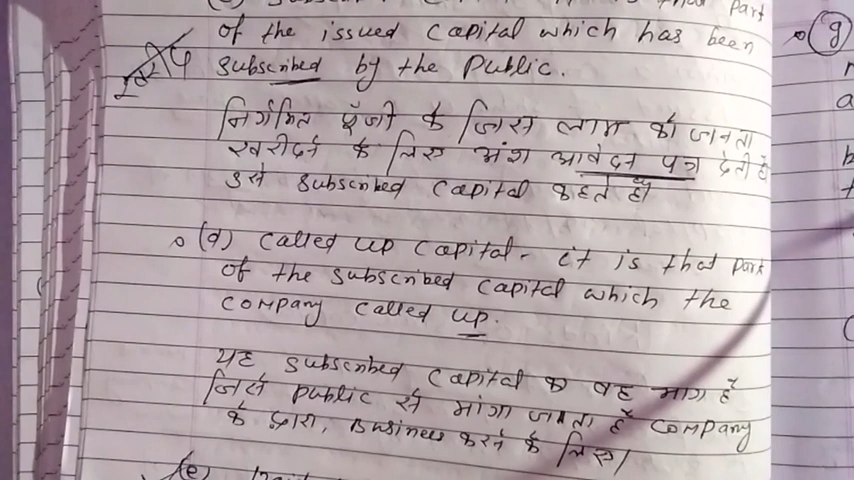 that part
of the issued capital which has been
subscribed by the public.
निर्गमित पूँजी के जिस लाभ को जनता
खरीदने के लिए अंश आवेदन पत्र देती है
उसे subscribed capital कहते है।
(d) called up capital - it is that part
of the subscribed capital which the
company called up.
यह subscribed capital का वह भाग है
जिसे public से मांगा जाता है company
के द्वारा, Business करने के लिए।
(e)
(g)